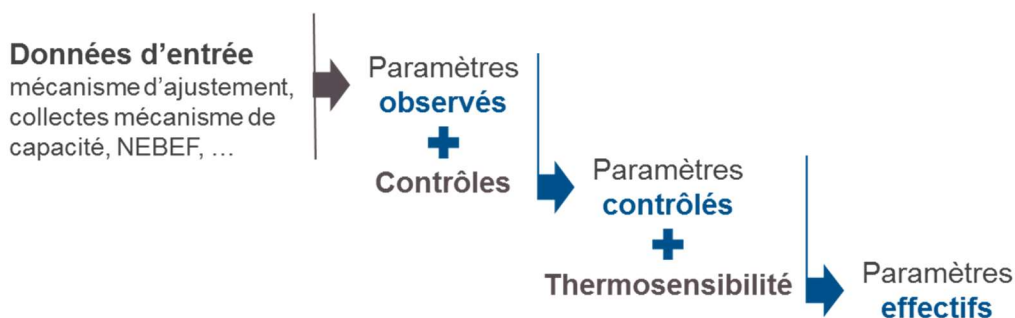 Données d’entrée
mécanisme d’ajustement,
collectes mécanisme de
capacité, NEBEF, …
Paramètres
observés
+
Contrôles
Paramètres
contrôlés
+
Thermosensibilité
Paramètres
effectifs